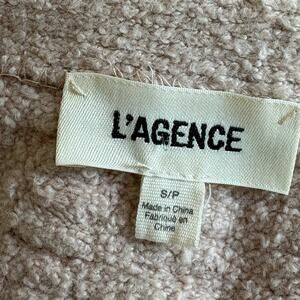 L'AGENCE
S/P
Made in China
Fabriqué en
Chine